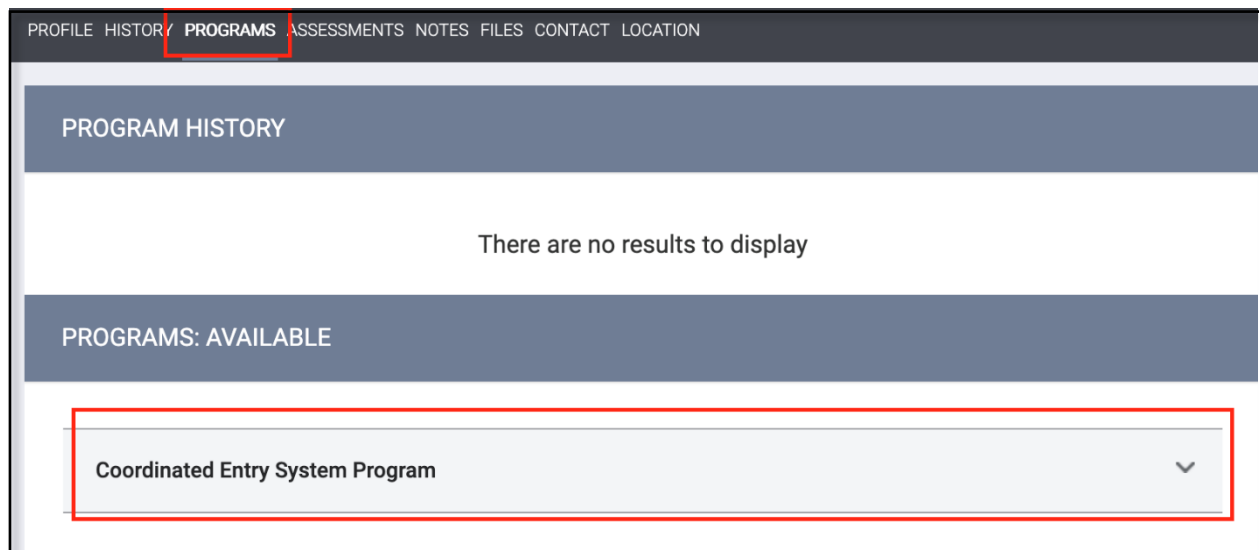 PROFILE HISTORY PROGRAMS ASSESSMENTS NOTES FILES CONTACT LOCATION
PROGRAM HISTORY
There are no results to display
PROGRAMS: AVAILABLE
Coordinated Entry System Program